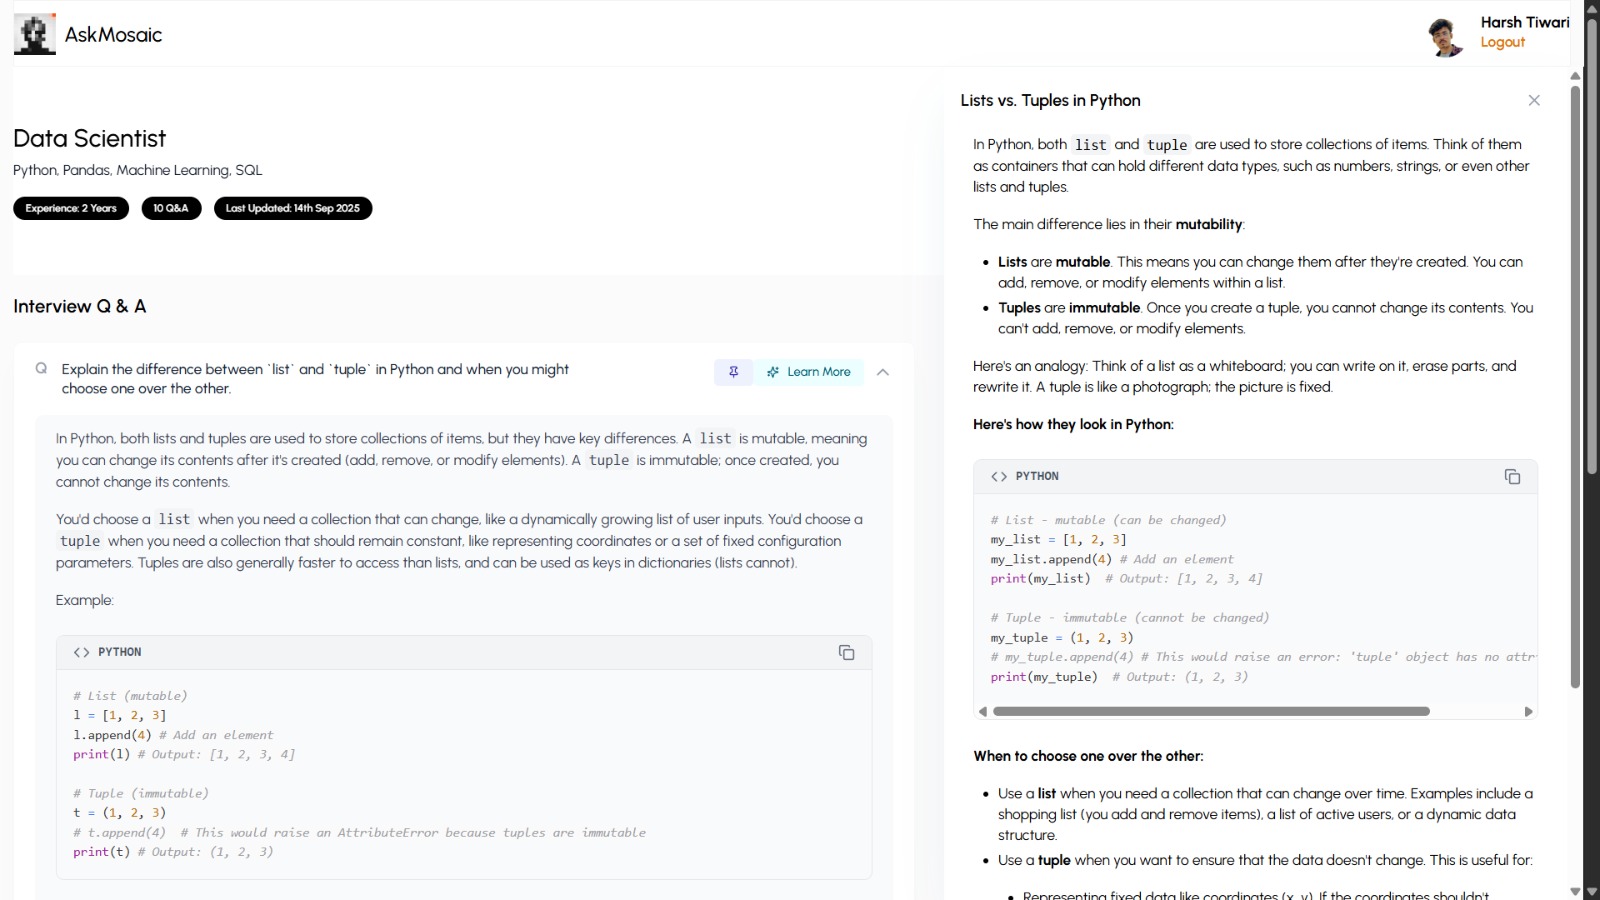 AskMosaic
Harsh Tiwari
Logout
Data Scientist
Python, Pandas, Machine Learning, SQL
Experience: 2 Years
10 Q&A
Last Updated: 14th Sep 2025
Interview Q & A
Q
Explain the difference between `list` and `tuple` in Python and when you might
choose one over the other.
Learn More
In Python, both lists and tuples are used to store collections of items, but they have key differences. A list is mutable, meaning
you can change its contents after it's created (add, remove, or modify elements). A tuple is immutable; once created, you
cannot change its contents.
You'd choose a list when you need a collection that can change, like a dynamically growing list of user inputs. You'd choose a
tuple when you need a collection that should remain constant, like representing coordinates or a set of fixed configuration
parameters. Tuples are also generally faster to access than lists, and can be used as keys in dictionaries (lists cannot).
Example:
<> PYTHON
# List (mutable)
l = [1, 2, 3]
l.append(4) # Add an element
print(l) # Output: [1, 2, 3, 4]
# Tuple (immutable)
t = (1, 2, 3)
# t.append(4)  # This would raise an AttributeError because tuples are immutable
print(t) # Output: (1, 2, 3)
Lists vs. Tuples in Python
In Python, both list and tuple are used to store collections of items. Think of them
as containers that can hold different data types, such as numbers, strings, or even other
lists and tuples.
The main difference lies in their mutability:
• Lists are mutable. This means you can change them after they're created. You can
add, remove, or modify elements within a list.
• Tuples are immutable. Once you create a tuple, you cannot change its contents. You
can't add, remove, or modify elements.
Here's an analogy: Think of a list as a whiteboard; you can write on it, erase parts, and
rewrite it. A tuple is like a photograph; the picture is fixed.
Here's how they look in Python:
<> PYTHON
# List - mutable (can be changed)
my_list = [1, 2, 3]
my_list.append(4) # Add an element
print(my_list)  # Output: [1, 2, 3, 4]
# Tuple - immutable (cannot be changed)
my_tuple = (1, 2, 3)
# my_tuple.append(4) # This would raise an error: 'tuple' object has no attr
print(my_tuple)  # Output: (1, 2, 3)
When to choose one over the other:
• Use a list when you need a collection that can change over time. Examples include a
shopping list (you add and remove items), a list of active users, or a dynamic data
structure.
• Use a tuple when you want to ensure that the data doesn't change. This is useful for:
• Representing fixed data like coordinates (x, y). If the coordinates shouldn't